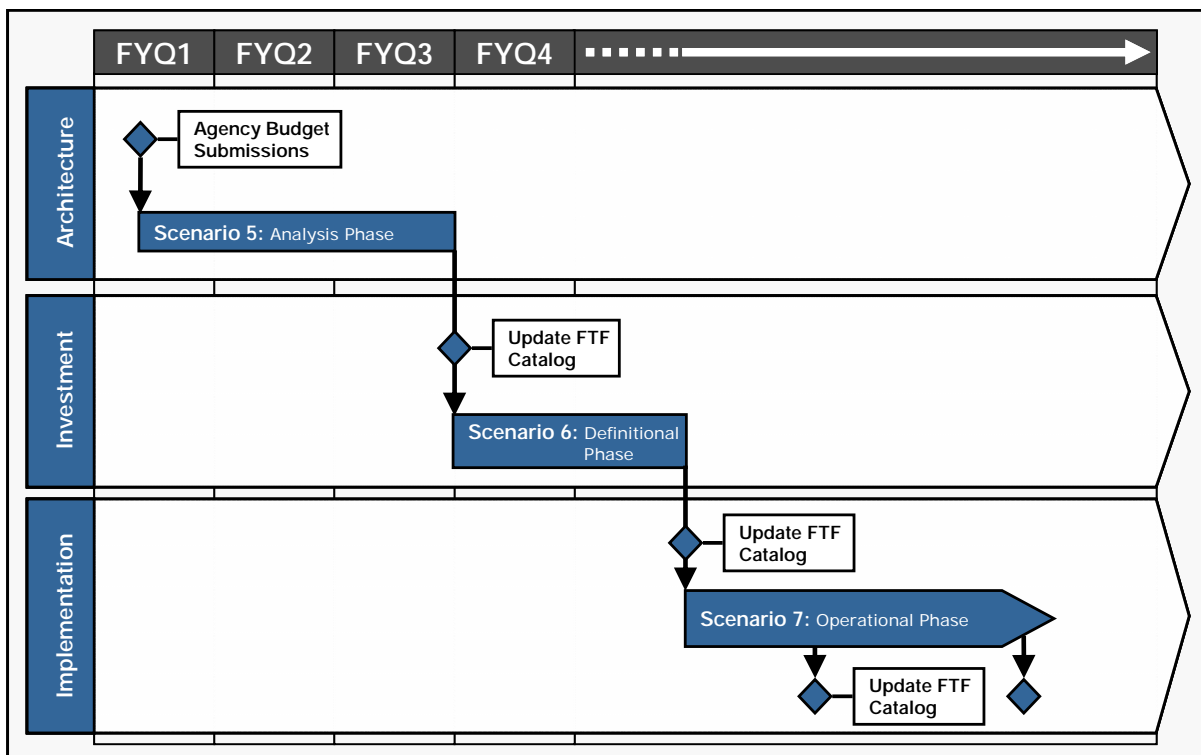 FYQ1 FYQ2 FYQ3 FYQ4
Architecture
Agency Budget
Submissions
Scenario 5: Analysis Phase
Investment
Update FTF
Catalog
Scenario 6: Definitional
Phase
Implementation
Update FTF
Catalog
Scenario 7: Operational Phase
Update FTF
Catalog